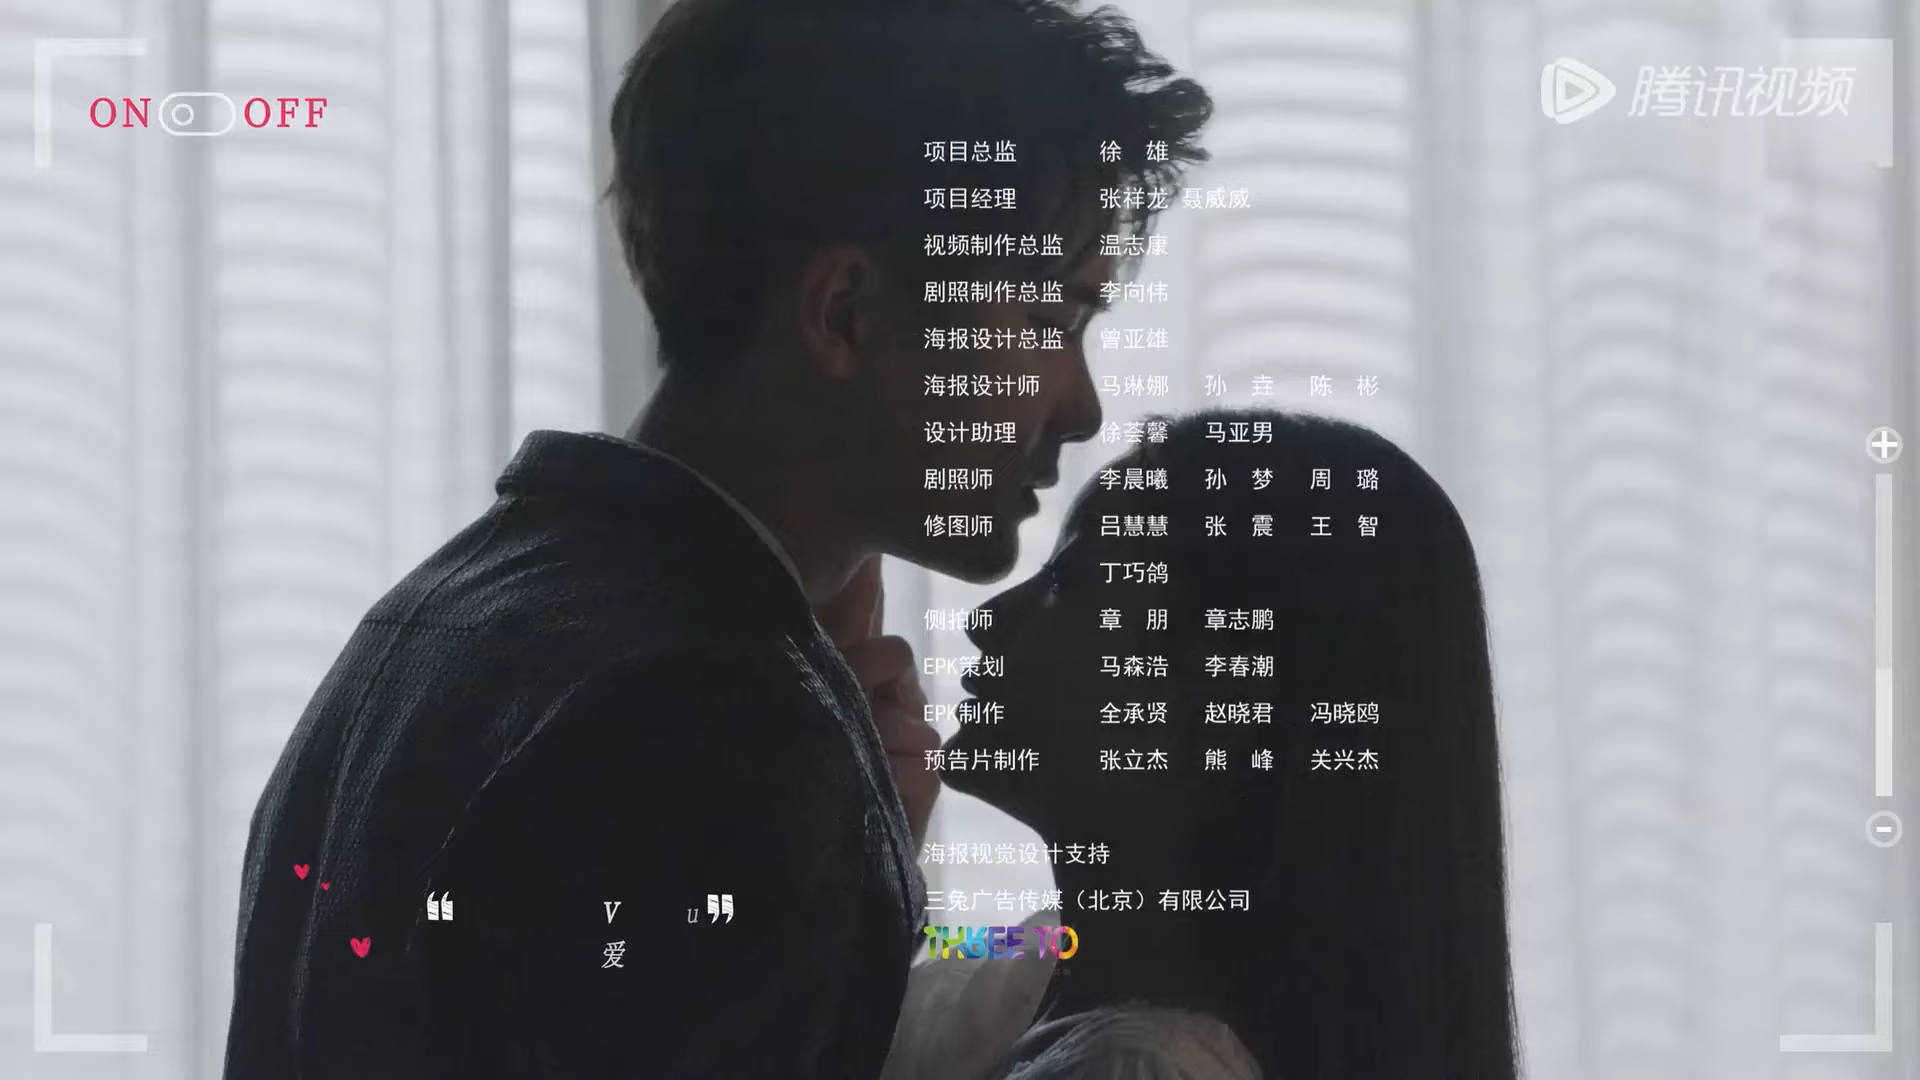 ON OFF
腾讯视频
项目总监 徐 雄
项目经理 张祥龙 聂威威
视频制作总监 温志康
剧照制作总监 李向伟
海报设计总监 曾亚雄
海报设计师 马琳娜 孙 垚 陈 彬
设计助理 徐荟馨 马亚男
剧照师 李晨曦 孙 梦 周 璐
修图师 吕慧慧 张 震 王 智
丁巧鸽
侧拍师 章 朋 章志鹏
EPK策划 马森浩 李春潮
EPK制作 全承贤 赵晓君 冯晓鸥
预告片制作 张立杰 熊 峰 关兴杰
海报视觉设计支持
三兔广告传媒（北京）有限公司
THREE TO
“ V u ”
爱